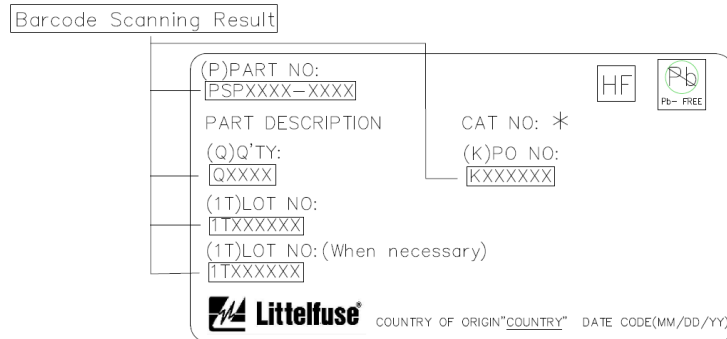 Barcode Scanning Result
(P)PART NO:
PSPXXXX-XXXX
HF
Pb
Pb- FREE
PART DESCRIPTION
CAT NO: *
(Q)Q'TY:
(K)PO NO:
QXXXX
KXXXXXX
(1T)LOT NO:
1TXXXXXX
(1T)LOT NO:(When necessary)
1TXXXXXX
Littelfuse®
COUNTRY OF ORIGIN"COUNTRY" DATE CODE(MM/DD/YY)